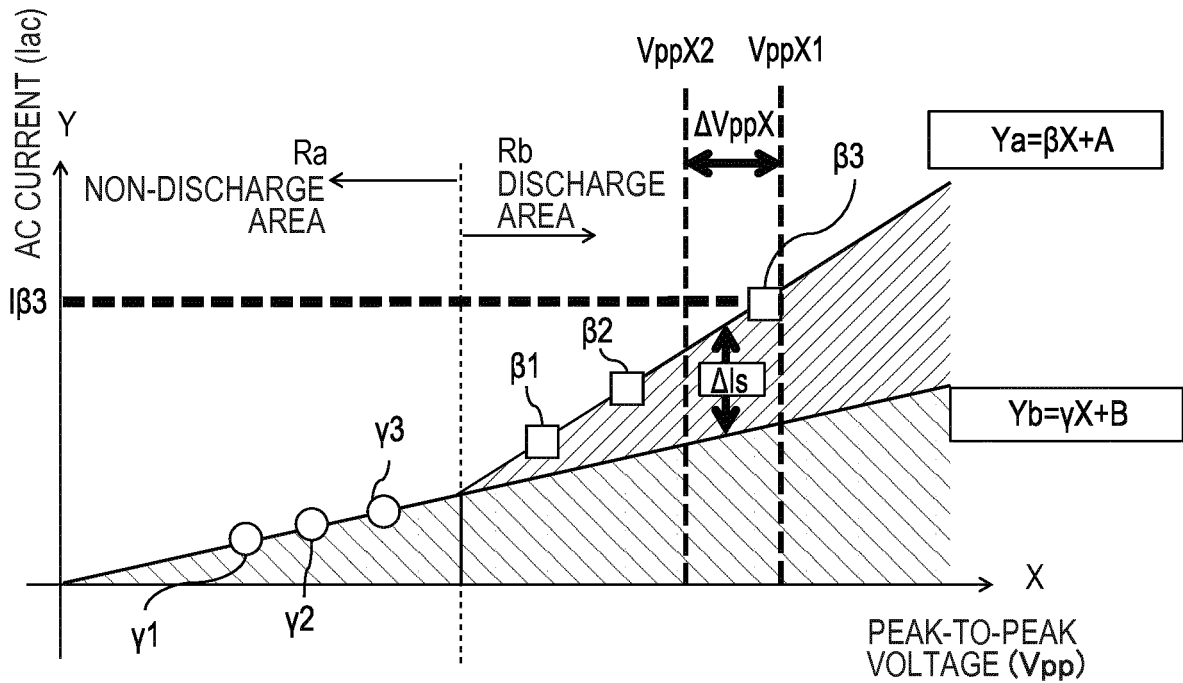 AC CURRENT (Iac)
Y
VppX2
VppX1
ΔVppX
Ya=βX+A
Ra
NON-DISCHARGE
AREA
Rb
DISCHARGE
AREA
β3
Iβ3
β2
β1
ΔIs
Yb=γX+B
γ3
γ1
γ2
X
PEAK-TO-PEAK
VOLTAGE (Vpp)